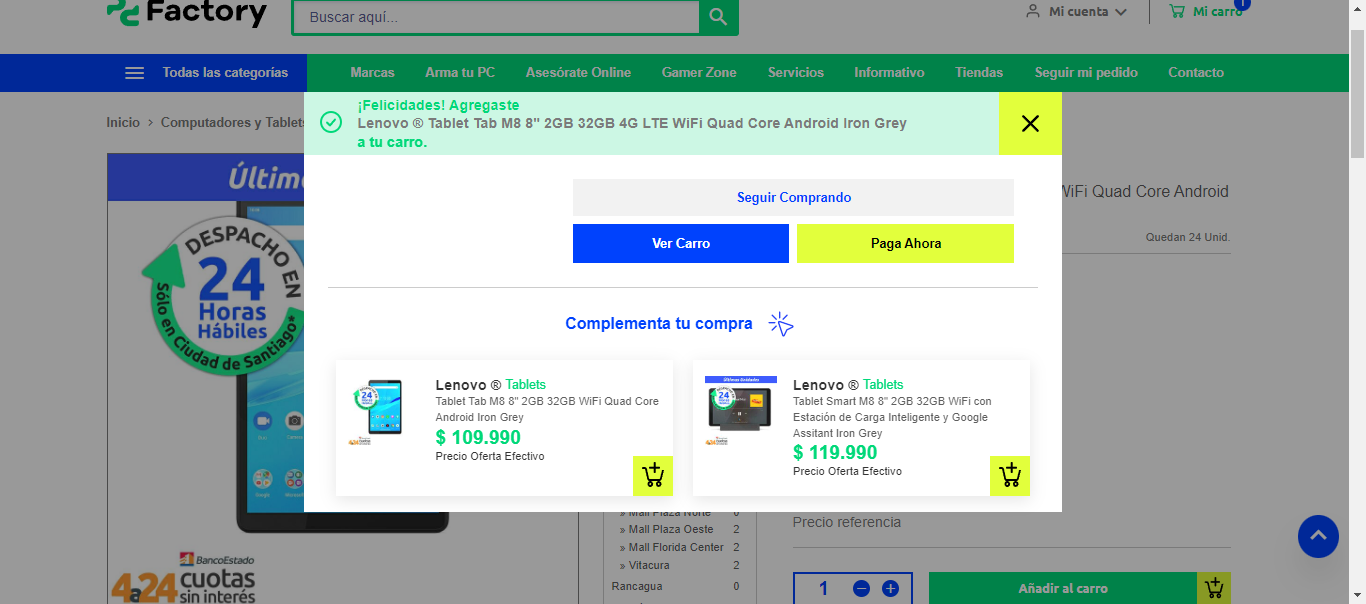 Factory
Buscar aquí...
Mi cuenta
Mi carro
1
Todas las categorías
Marcas
Arma tu PC
Asesórate Online
Gamer Zone
Servicios
Informativo
Tiendas
Seguir mi pedido
Contacto
Inicio > Computadores y Tablets
¡Felicidades! Agregaste
Lenovo ® Tablet Tab M8 8" 2GB 32GB 4G LTE WiFi Quad Core Android Iron Grey
a tu carro.
Seguir Comprando
Ver Carro
Paga Ahora
WiFi Quad Core Android
Quedan 24 Unid.
DESPACHO EN
24
Horas
Hábiles
Sólo en Ciudad de Santiago*
Complementa tu compra
Lenovo ® Tablets
Tablet Tab M8 8" 2GB 32GB WiFi Quad Core
Android Iron Grey
$ 109.990
Precio Oferta Efectivo
Lenovo ® Tablets
Tablet Smart M8 8" 2GB 32GB WiFi con
Estación de Carga Inteligente y Google
Assitant Iron Grey
$ 119.990
Precio Oferta Efectivo
» Mall Plaza Norte
» Mall Plaza Oeste 2
» Mall Florida Center 2
» Vitacura 2
Rancagua 0
Precio referencia
BancoEstado
4a24 cuotas
sin interés
1
Añadir al carro